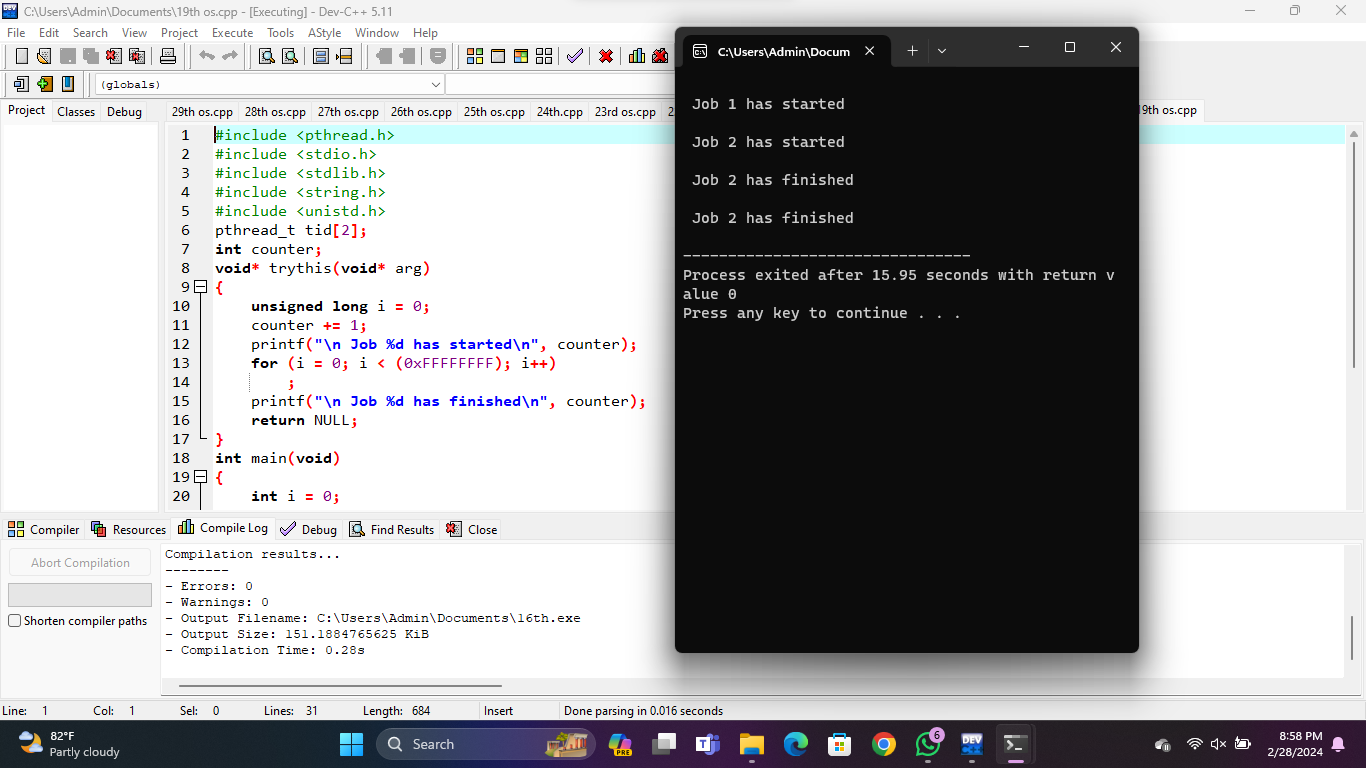 C:\Users\Admin\Documents\19th os.cpp - [Executing] - Dev-C++ 5.11
File Edit Search View Project Execute Tools AStyle Window Help
(globals)
Project Classes Debug
29th os.cpp 28th os.cpp 27th os.cpp 26th os.cpp 25th os.cpp 24th.cpp 23rd os.cpp 19th os.cpp
1 #include <pthread.h>
2 #include <stdio.h>
3 #include <stdlib.h>
4 #include <string.h>
5 #include <unistd.h>
6 pthread_t tid[2];
7 int counter;
8 void* trythis(void* arg)
9 {
10 unsigned long i = 0;
11 counter += 1;
12 printf("\n Job %d has started\n", counter);
13 for (i = 0; i < (0xFFFFFFFF); i++)
14 ;
15 printf("\n Job %d has finished\n", counter);
16 return NULL;
17 }
18 int main(void)
19 {
20 int i = 0;
C:\Users\Admin\Docum
Job 1 has started
Job 2 has started
Job 2 has finished
Job 2 has finished
--------------------------------
Process exited after 15.95 seconds with return v
alue 0
Press any key to continue . . .
Compiler Resources Compile Log Debug Find Results Close
Abort Compilation
Shorten compiler paths
Compilation results...
--------
- Errors: 0
- Warnings: 0
- Output Filename: C:\Users\Admin\Documents\16th.exe
- Output Size: 151.1884765625 KiB
- Compilation Time: 0.28s
Line: 1 Col: 1 Sel: 0 Lines: 31 Length: 684 Insert Done parsing in 0.016 seconds
82°F
Partly cloudy
Search
PRE
6
DEV
8:58 PM
2/28/2024